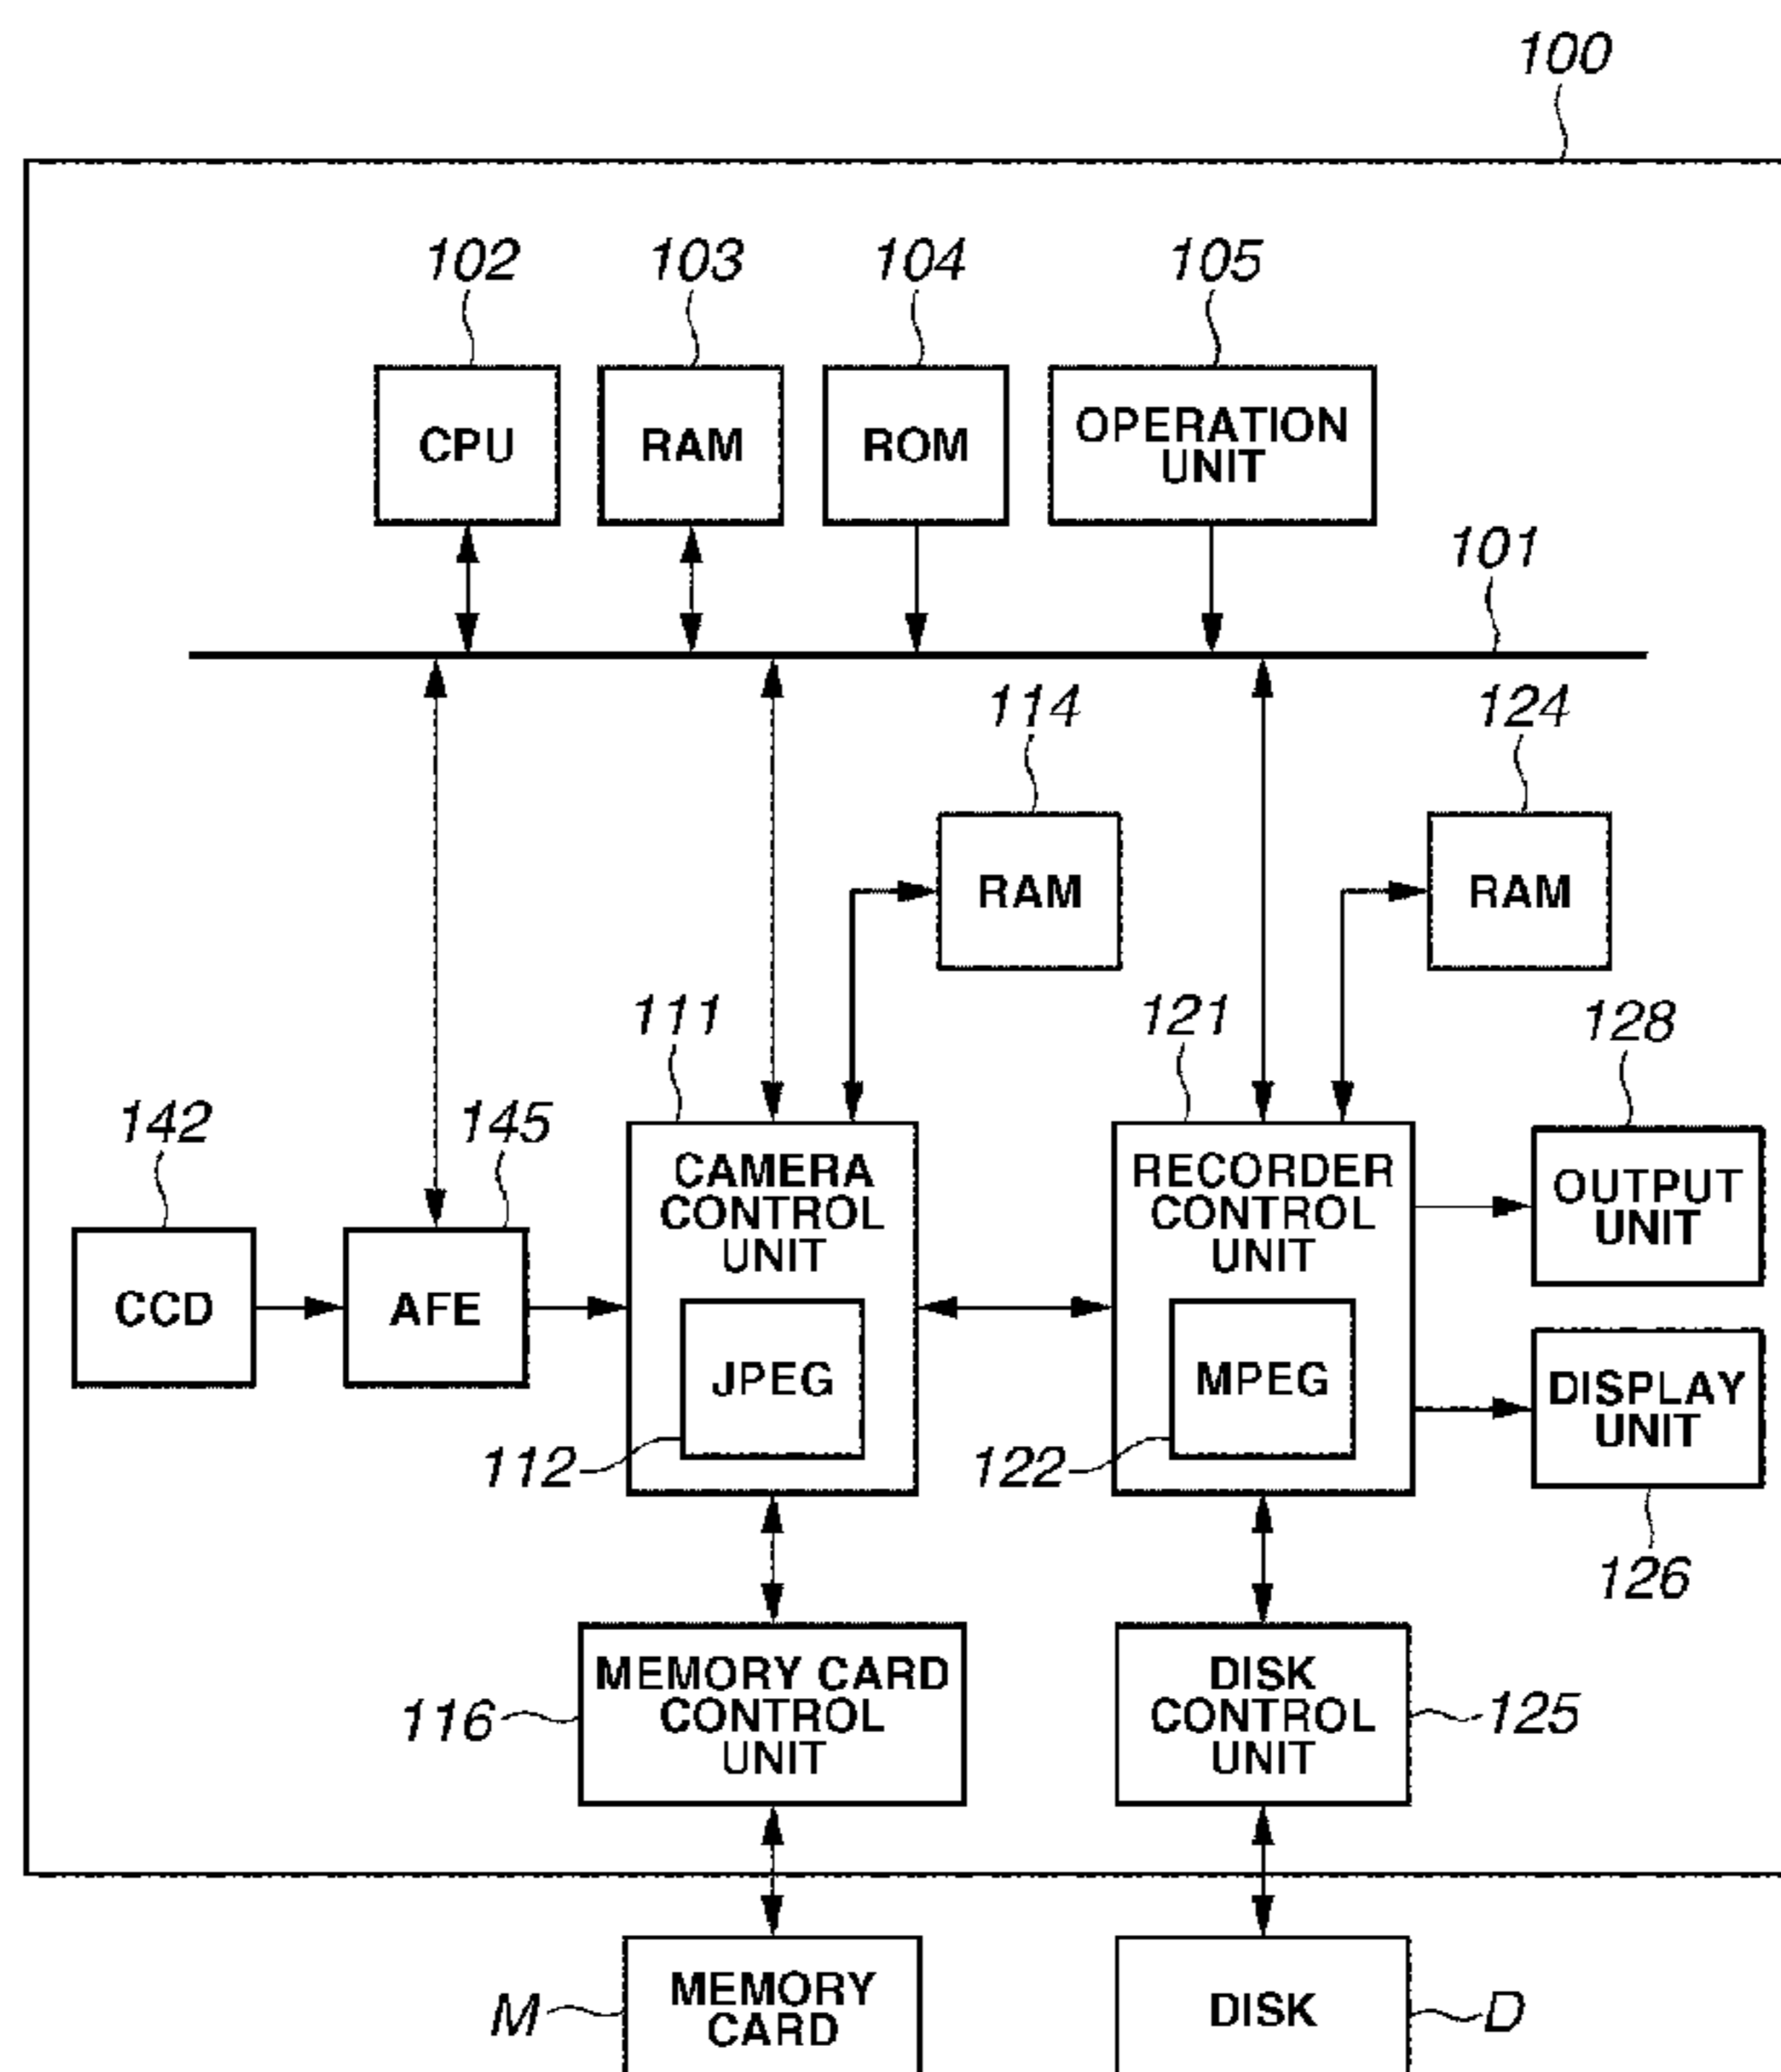 100
102
103
104
105
CPU
RAM
ROM
OPERATION
UNIT
101
114
124
RAM
RAM
111
121
128
142
145
CAMERA
CONTROL
UNIT
RECORDER
CONTROL
UNIT
OUTPUT
UNIT
CCD
AFE
JPEG
MPEG
DISPLAY
UNIT
112
122
126
MEMORY CARD
CONTROL
UNIT
116
DISK
CONTROL
UNIT
125
MEMORY
CARD
M
DISK
D